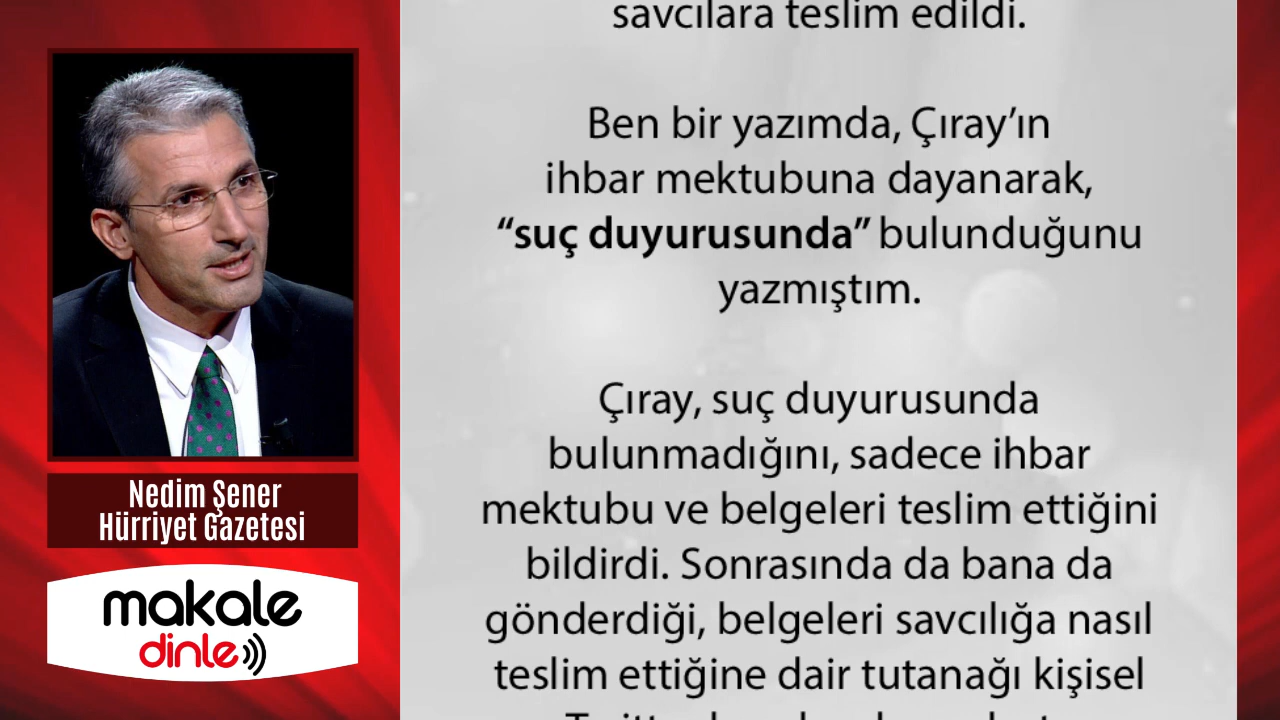 savcılara teslim edildi.
Ben bir yazımda, Çıray’ın
ihbar mektubuna dayanarak,
“suç duyurusunda” bulunduğunu
yazmıştım.
Çıray, suç duyurusunda
bulunmadığını, sadece ihbar
mektubu ve belgeleri teslim ettiğini
bildirdi. Sonrasında da bana da
gönderdiği, belgeleri savcılığa nasıl
teslim ettiğine dair tutanağı kişisel
Nedim Şener
Hürriyet Gazetesi
makale
dinle